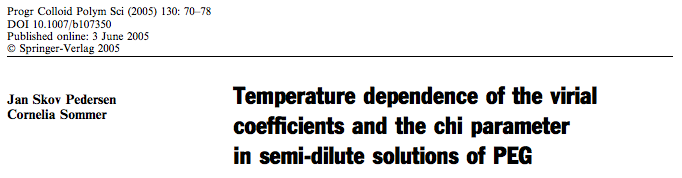 Progr Colloid Polym Sci (2005) 130: 70–78
DOI 10.1007/b107350
Published online: 3 June 2005
© Springer-Verlag 2005
Jan Skov Pedersen
Cornelia Sommer
Temperature dependence of the virial
coefficients and the chi parameter
in semi-dilute solutions of PEG